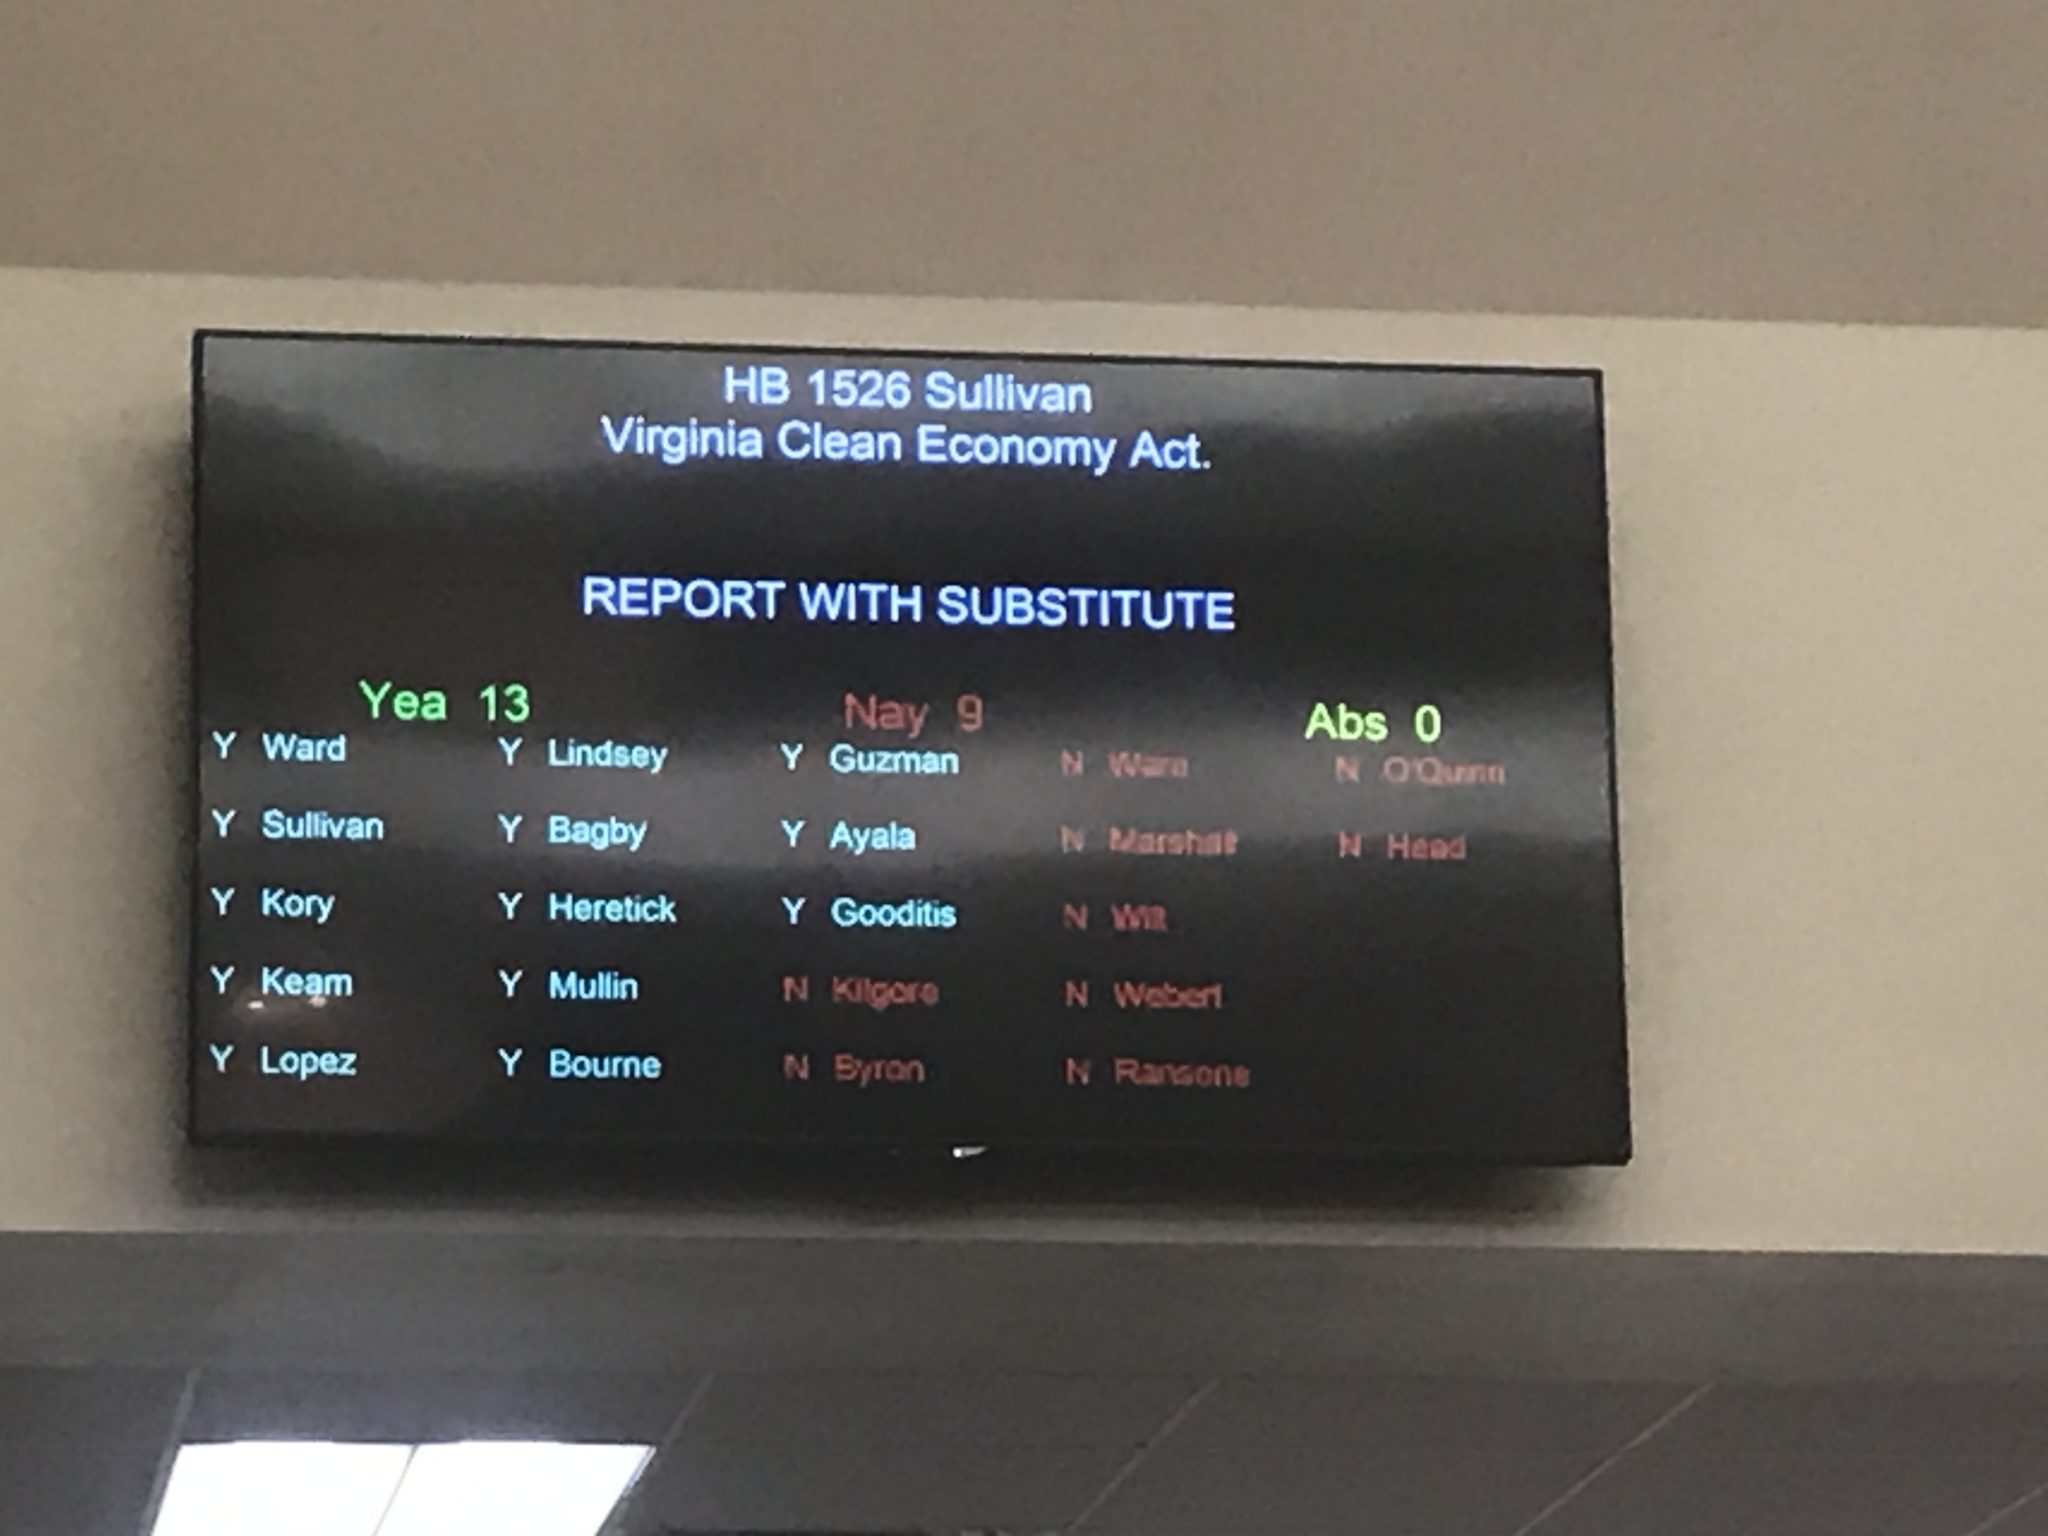 HB 1526 Sullivan
Virginia Clean Economy Act.
REPORT WITH SUBSTITUTE
Yea 13 Nay 9 Abs 0
Y Ward Y Lindsey Y Guzman N Ware N O'Quinn
Y Sullivan Y Bagby Y Ayala N Marshall N Head
Y Kory Y Heretick Y Gooditis N Wilt
Y Keam Y Mullin N Kilgore N Webert
Y Lopez Y Bourne N Byron N Ransone